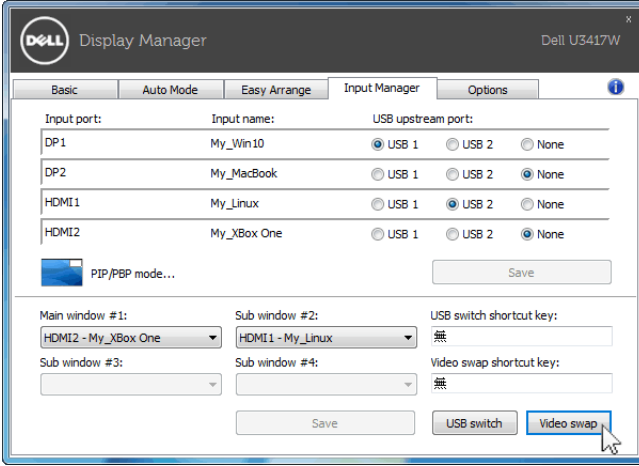 DELL Display Manager Dell U3417W x
Basic Auto Mode Easy Arrange Input Manager Options i
Input port: Input name: USB upstream port:
DP1 My_Win10 USB 1 USB 2 None
DP2 My_MacBook USB 1 USB 2 None
HDMI1 My_Linux USB 1 USB 2 None
HDMI2 My_XBox One USB 1 USB 2 None
PIP/PBP mode... Save
Main window #1: Sub window #2: USB switch shortcut key:
HDMI2 - My_XBox One HDMI1 - My_Linux 無
Sub window #3: Sub window #4: Video swap shortcut key:
無
Save USB switch Video swap